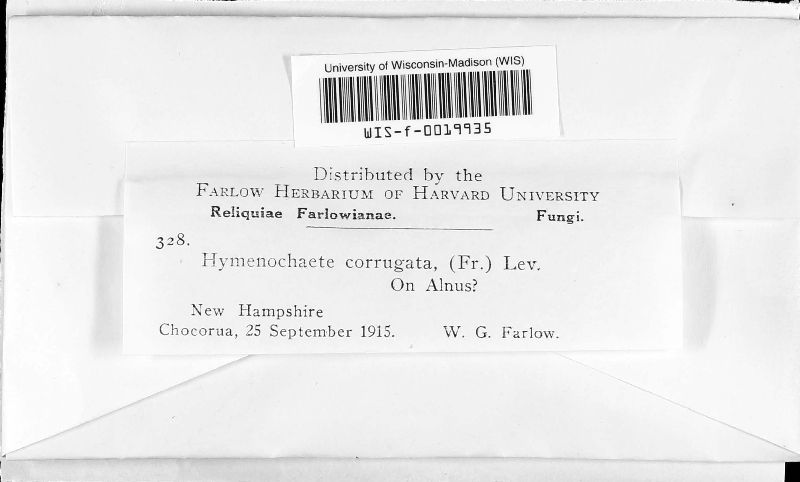 University of Wisconsin-Madison (WIS)
WIS-f-0019935
Distributed by the
FARLOW HERBARIUM OF HARVARD UNIVERSITY
Reliquiae Farlowianae. Fungi.
328.
Hymenochaete corrugata, (Fr.) Lev.
On Alnus?
New Hampshire
Chocorua, 25 September 1915. W. G. Farlow.